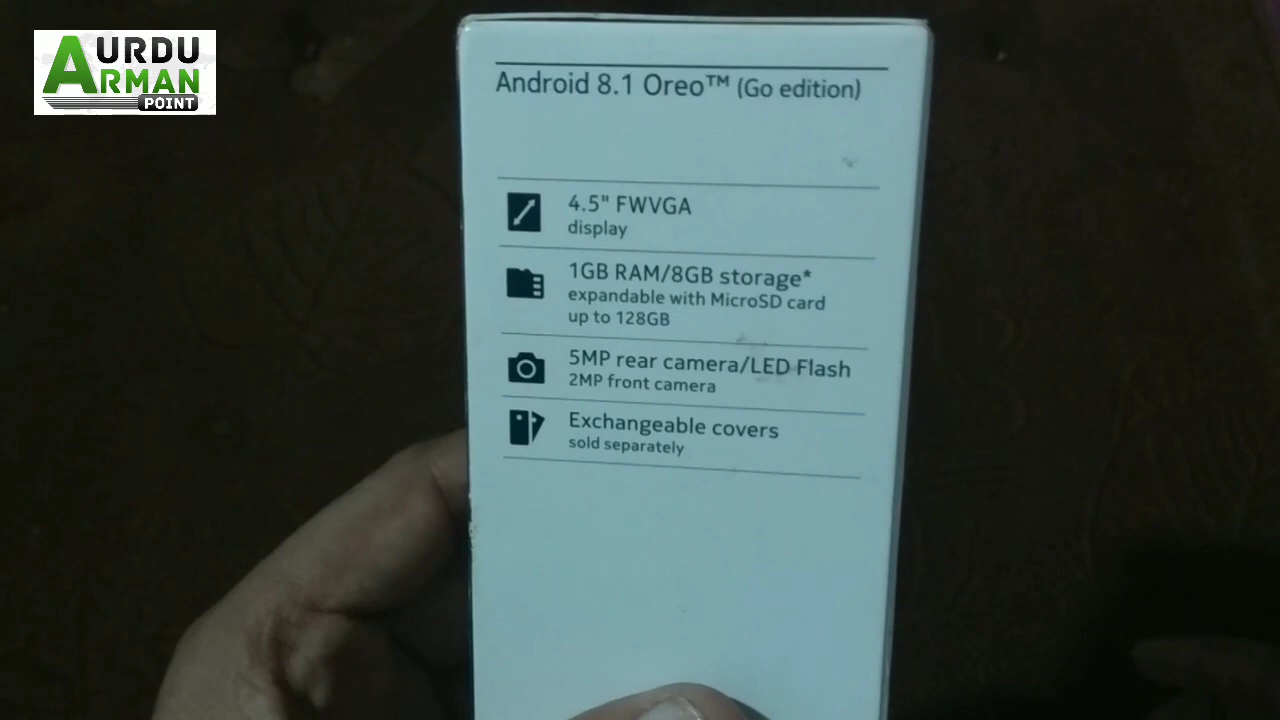 AURDU
ARMAN
POINT
Android 8.1 Oreo™ (Go edition)
4.5" FWVGA
display
1GB RAM/8GB storage*
expandable with MicroSD card
up to 128GB
5MP rear camera/LED Flash
2MP front camera
Exchangeable covers
sold separately